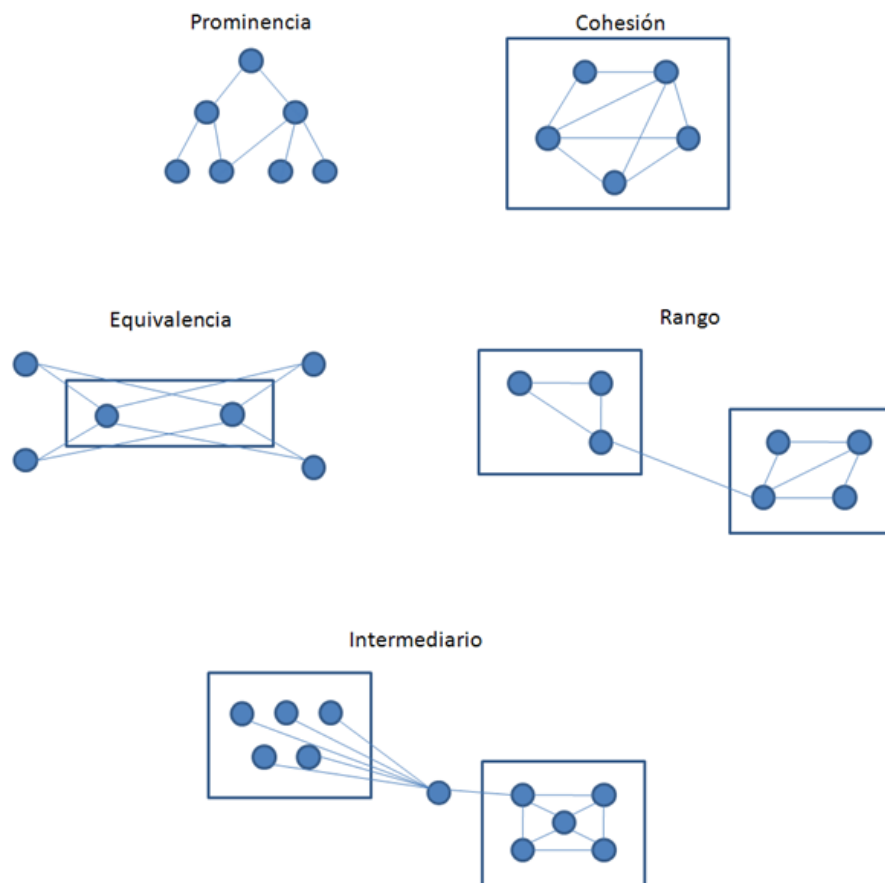 Prominencia
Cohesión
Equivalencia
Rango
Intermediario